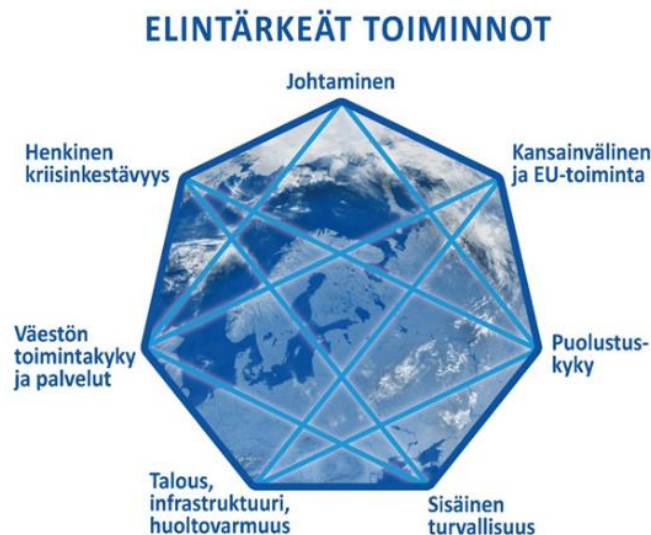 ELINTÄRKEÄT TOIMINNOT
Johtaminen
Henkinen
kriisinkestävyys
Kansainvälinen
ja EU-toiminta
Väestön
toimintakyky
ja palvelut
Puolustus-
kyky
Talous,
infrastruktuuri,
huoltovarmuus
Sisäinen
turvallisuus